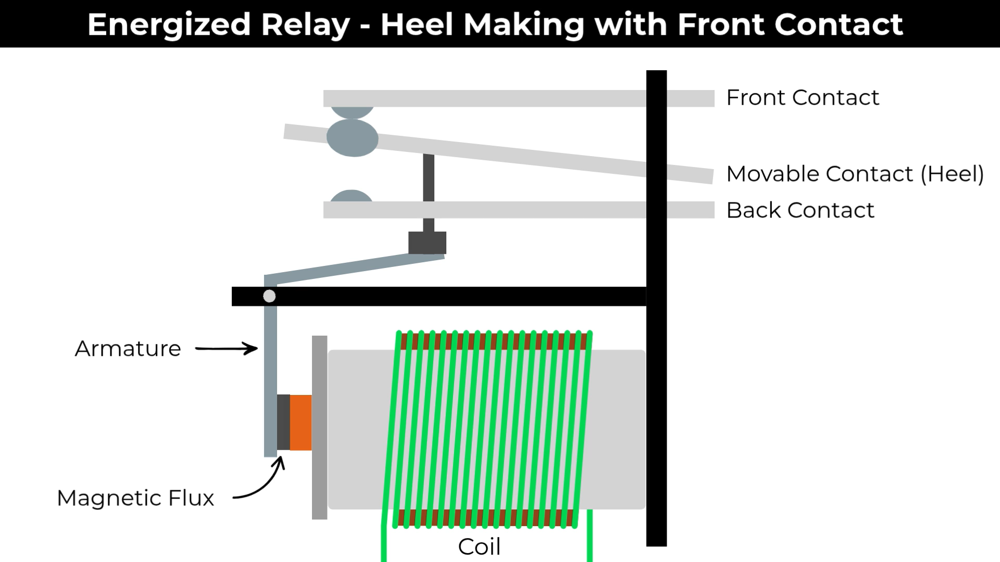 Energized Relay - Heel Making with Front Contact
Front Contact
Movable Contact (Heel)
Back Contact
Armature
Magnetic Flux
Coil